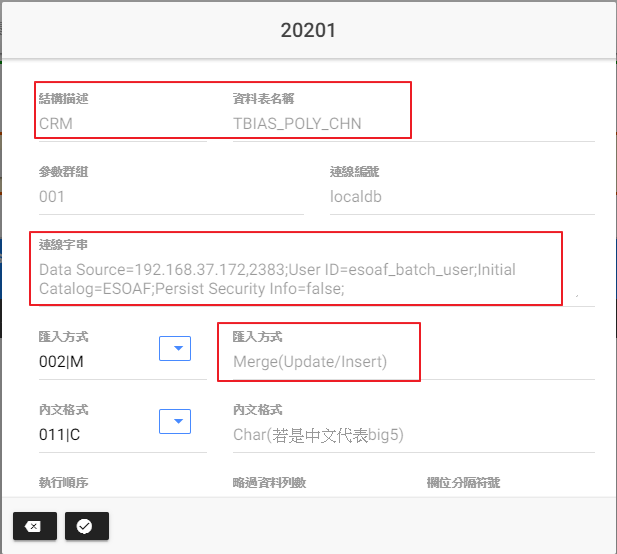 20201
結構描述 資料表名稱
CRM TBIAS_POLY_CHN
參數群組 連線編號
001 localdb
連線字串
Data Source=192.168.37.172,2383;User ID=esoaf_batch_user;Initial
Catalog=ESOAF;Persist Security Info=false;
匯入方式 匯入方式
002|M Merge(Update/Insert)
內文格式 內文格式
011|C Char(若是中文代表big5)
執行順序 略過資料列數 欄位分隔符號